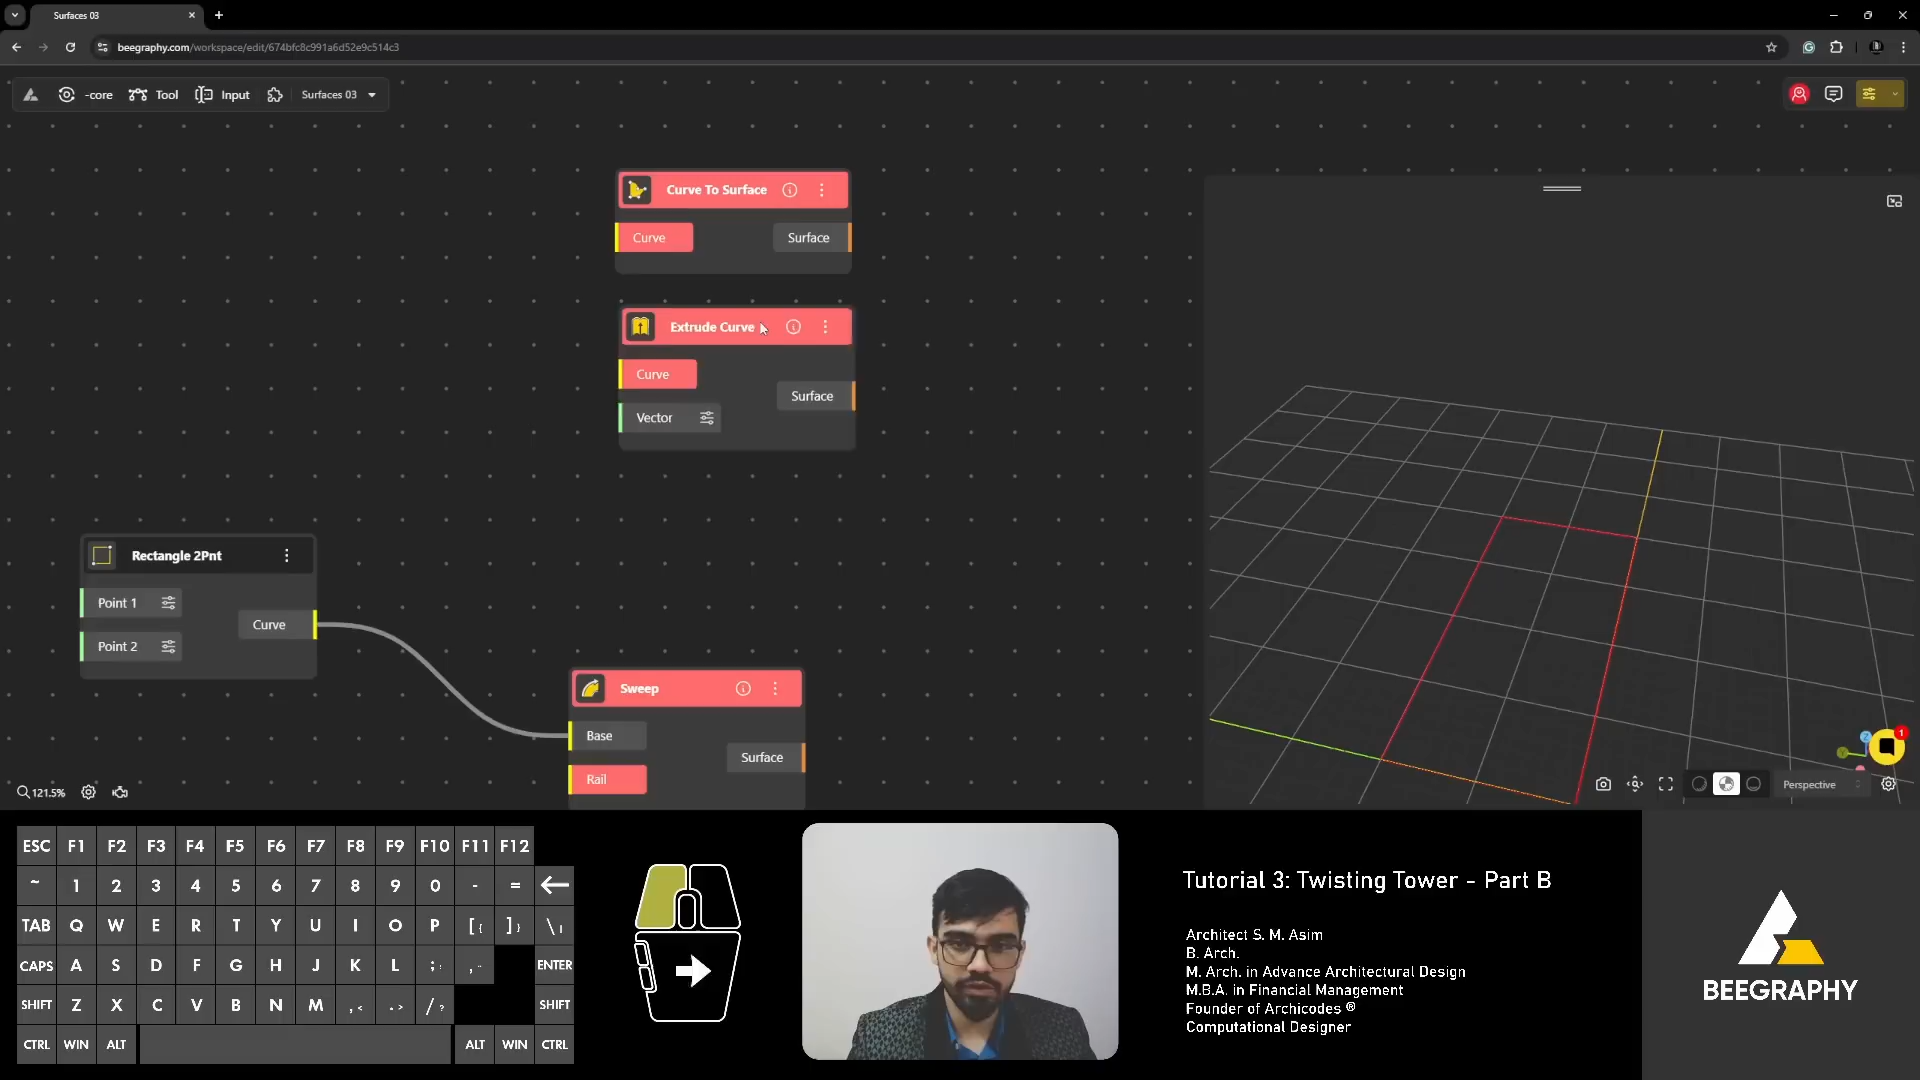 Surfaces 03
beegraphy.com/workspace/edit/674bfc8c991a6d52e9c514c3
-core Tool Input Surfaces 03
Curve To Surface
Curve Surface
Extrude Curve
Curve
Surface
Vector
Rectangle 2Pnt
Point 1
Curve
Point 2
Sweep
Base
Surface
Rail
121.5%
Z
1
Perspective
ESC F1 F2 F3 F4 F5 F6 F7 F8 F9 F10 F11 F12
~ 1 2 3 4 5 6 7 8 9 0 - =
TAB Q W E R T Y U I O P [{ ]} \|
CAPS A S D F G H J K L ;: ,- ENTER
SHIFT Z X C V B N M ,< .> /? SHIFT
CTRL WIN ALT ALT WIN CTRL
Tutorial 3: Twisting Tower - Part B
Architect S. M. Asim
B. Arch.
M. Arch. in Advance Architectural Design
M.B.A. in Financial Management
Founder of Archicodes ®
Computational Designer
BEEGRAPHY